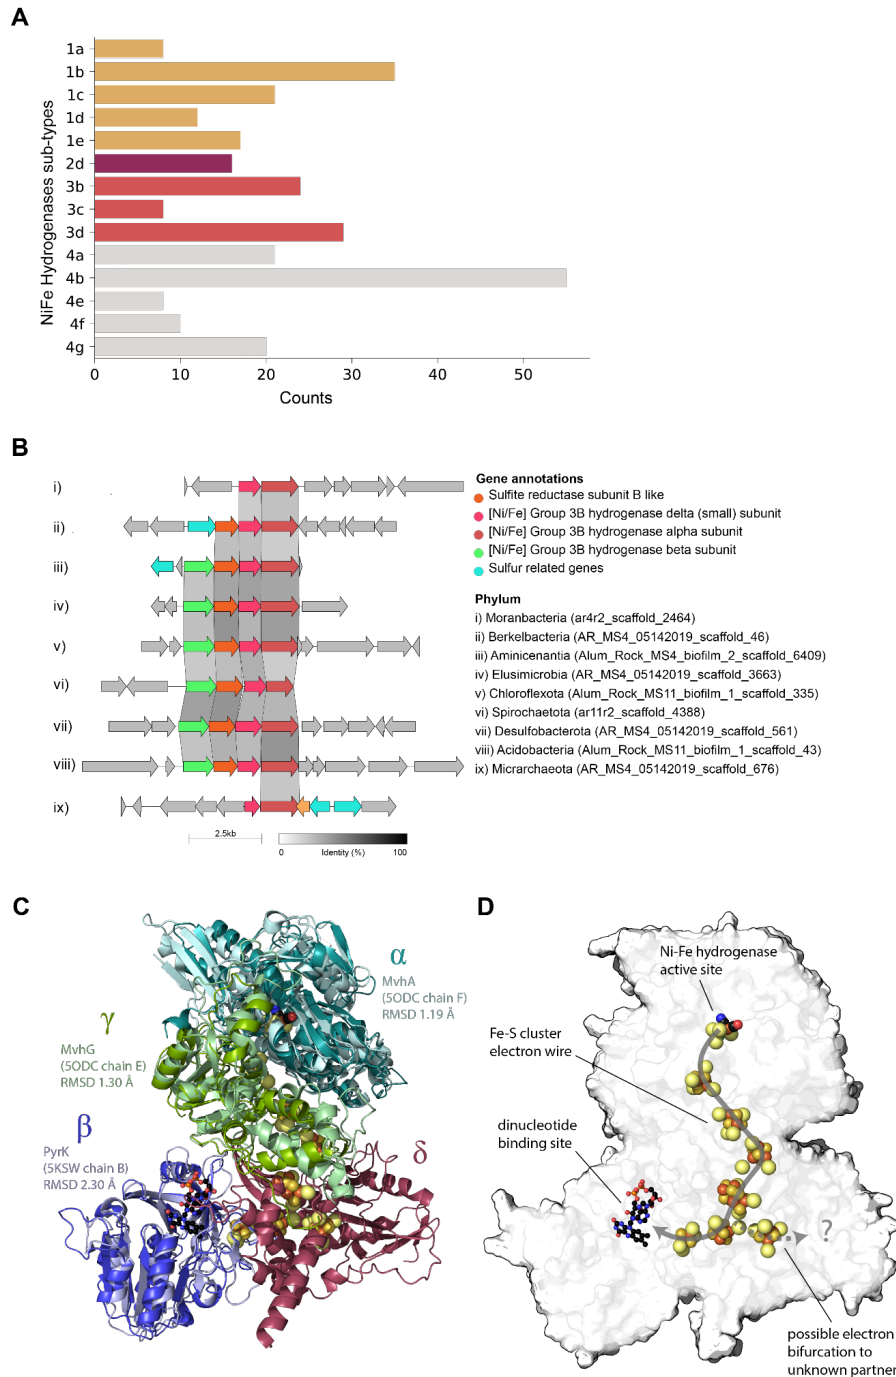 A
NiFe Hydrogenases sub-types
1a
1b
1c
1d
1e
2d
3b
3c
3d
4a
4b
4e
4f
4g
0
10
20
30
40
50
Counts
B
i)
ii)
iii)
iv)
v)
vi)
vii)
viii)
ix)
2.5kb
0
Identity (%)
100
Gene annotations
Sulfite reductase subunit B like
[Ni/Fe] Group 3B hydrogenase delta (small) subunit
[Ni/Fe] Group 3B hydrogenase alpha subunit
[Ni/Fe] Group 3B hydrogenase beta subunit
Sulfur related genes
Phylum
i) Moranbacteria (ar4r2_scaffold_2464)
ii) Berkelbacteria (AR_MS4_05142019_scaffold_46)
iii) Aminicenantia (Alum_Rock_MS4_biofilm_2_scaffold_6409)
iv) Elusimicrobia (AR_MS4_05142019_scaffold_3663)
v) Chloroflexota (Alum_Rock_MS11_biofilm_1_scaffold_335)
vi) Spirochaetota (ar11r2_scaffold_4388)
vii) Desulfobacterota (AR_MS4_05142019_scaffold_561)
viii) Acidobacteria (Alum_Rock_MS11_biofilm_1_scaffold_43)
ix) Micrarchaeota (AR_MS4_05142019_scaffold_676)
C
α
MvhA
(5ODC chain F)
RMSD 1.19 Å
γ
MvhG
(5ODC chain E)
RMSD 1.30 Å
β
PyrK
(5KSW chain B)
RMSD 2.30 Å
δ
D
Ni-Fe hydrogenase
active site
Fe-S cluster
electron wire
dinucleotide
binding site
?
possible electron
bifurcation to
unknown partner